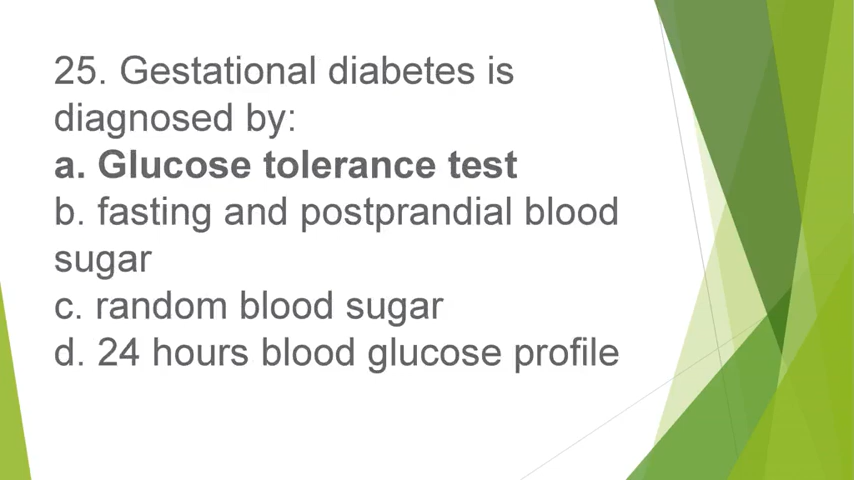 25. Gestational diabetes is
diagnosed by:
a. Glucose tolerance test
b. fasting and postprandial blood
sugar
c. random blood sugar
d. 24 hours blood glucose profile